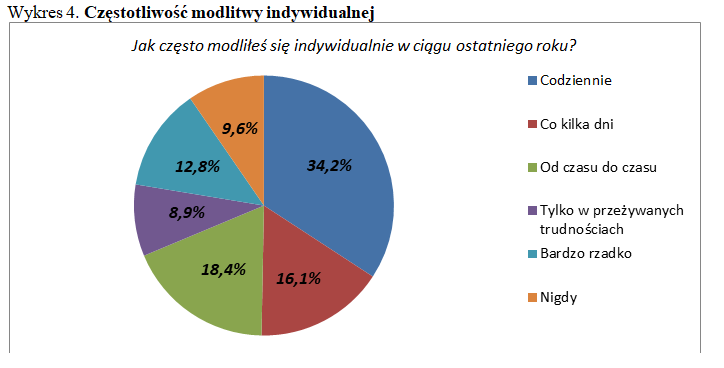 Wykres 4. Częstotliwość modlitwy indywidualnej
Jak często modliłeś się indywidualnie w ciągu ostatniego roku?
34,2%
16,1%
18,4%
8,9%
12,8%
9,6%
Codziennie
Co kilka dni
Od czasu do czasu
Tylko w przeżywanych
trudnościach
Bardzo rzadko
Nigdy